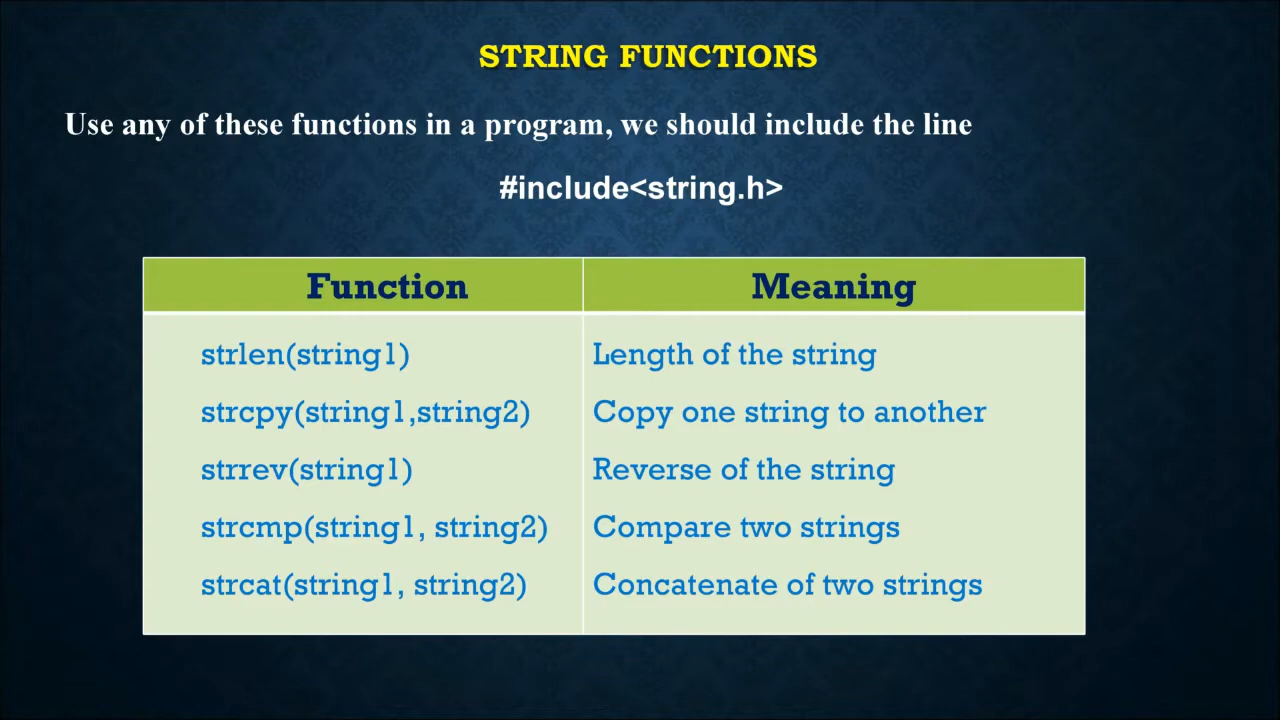 STRING FUNCTIONS
Use any of these functions in a program, we should include the line
#include<string.h>
Function Meaning
strlen(string1) Length of the string
strcpy(string1,string2) Copy one string to another
strrev(string1) Reverse of the string
strcmp(string1, string2) Compare two strings
strcat(string1, string2) Concatenate of two strings